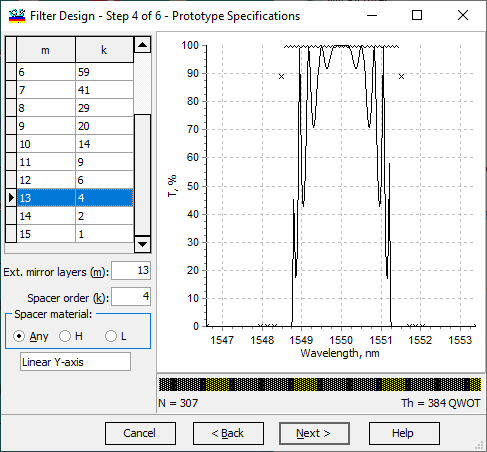 Filter Design - Step 4 of 6 - Prototype Specifications
m k
6 59
7 41
8 29
9 20
10 14
11 9
12 6
13 4
14 2
15 1
Ext. mirror layers (m): 13
Spacer order (k): 4
Spacer material:
Any H L
Linear Y-axis
100
90
80
70
60
50
40
30
20
10
0
T, %
1547 1548 1549 1550 1551 1552 1553
Wavelength, nm
N = 307 Th = 384 QWOT
Cancel < Back Next > Help